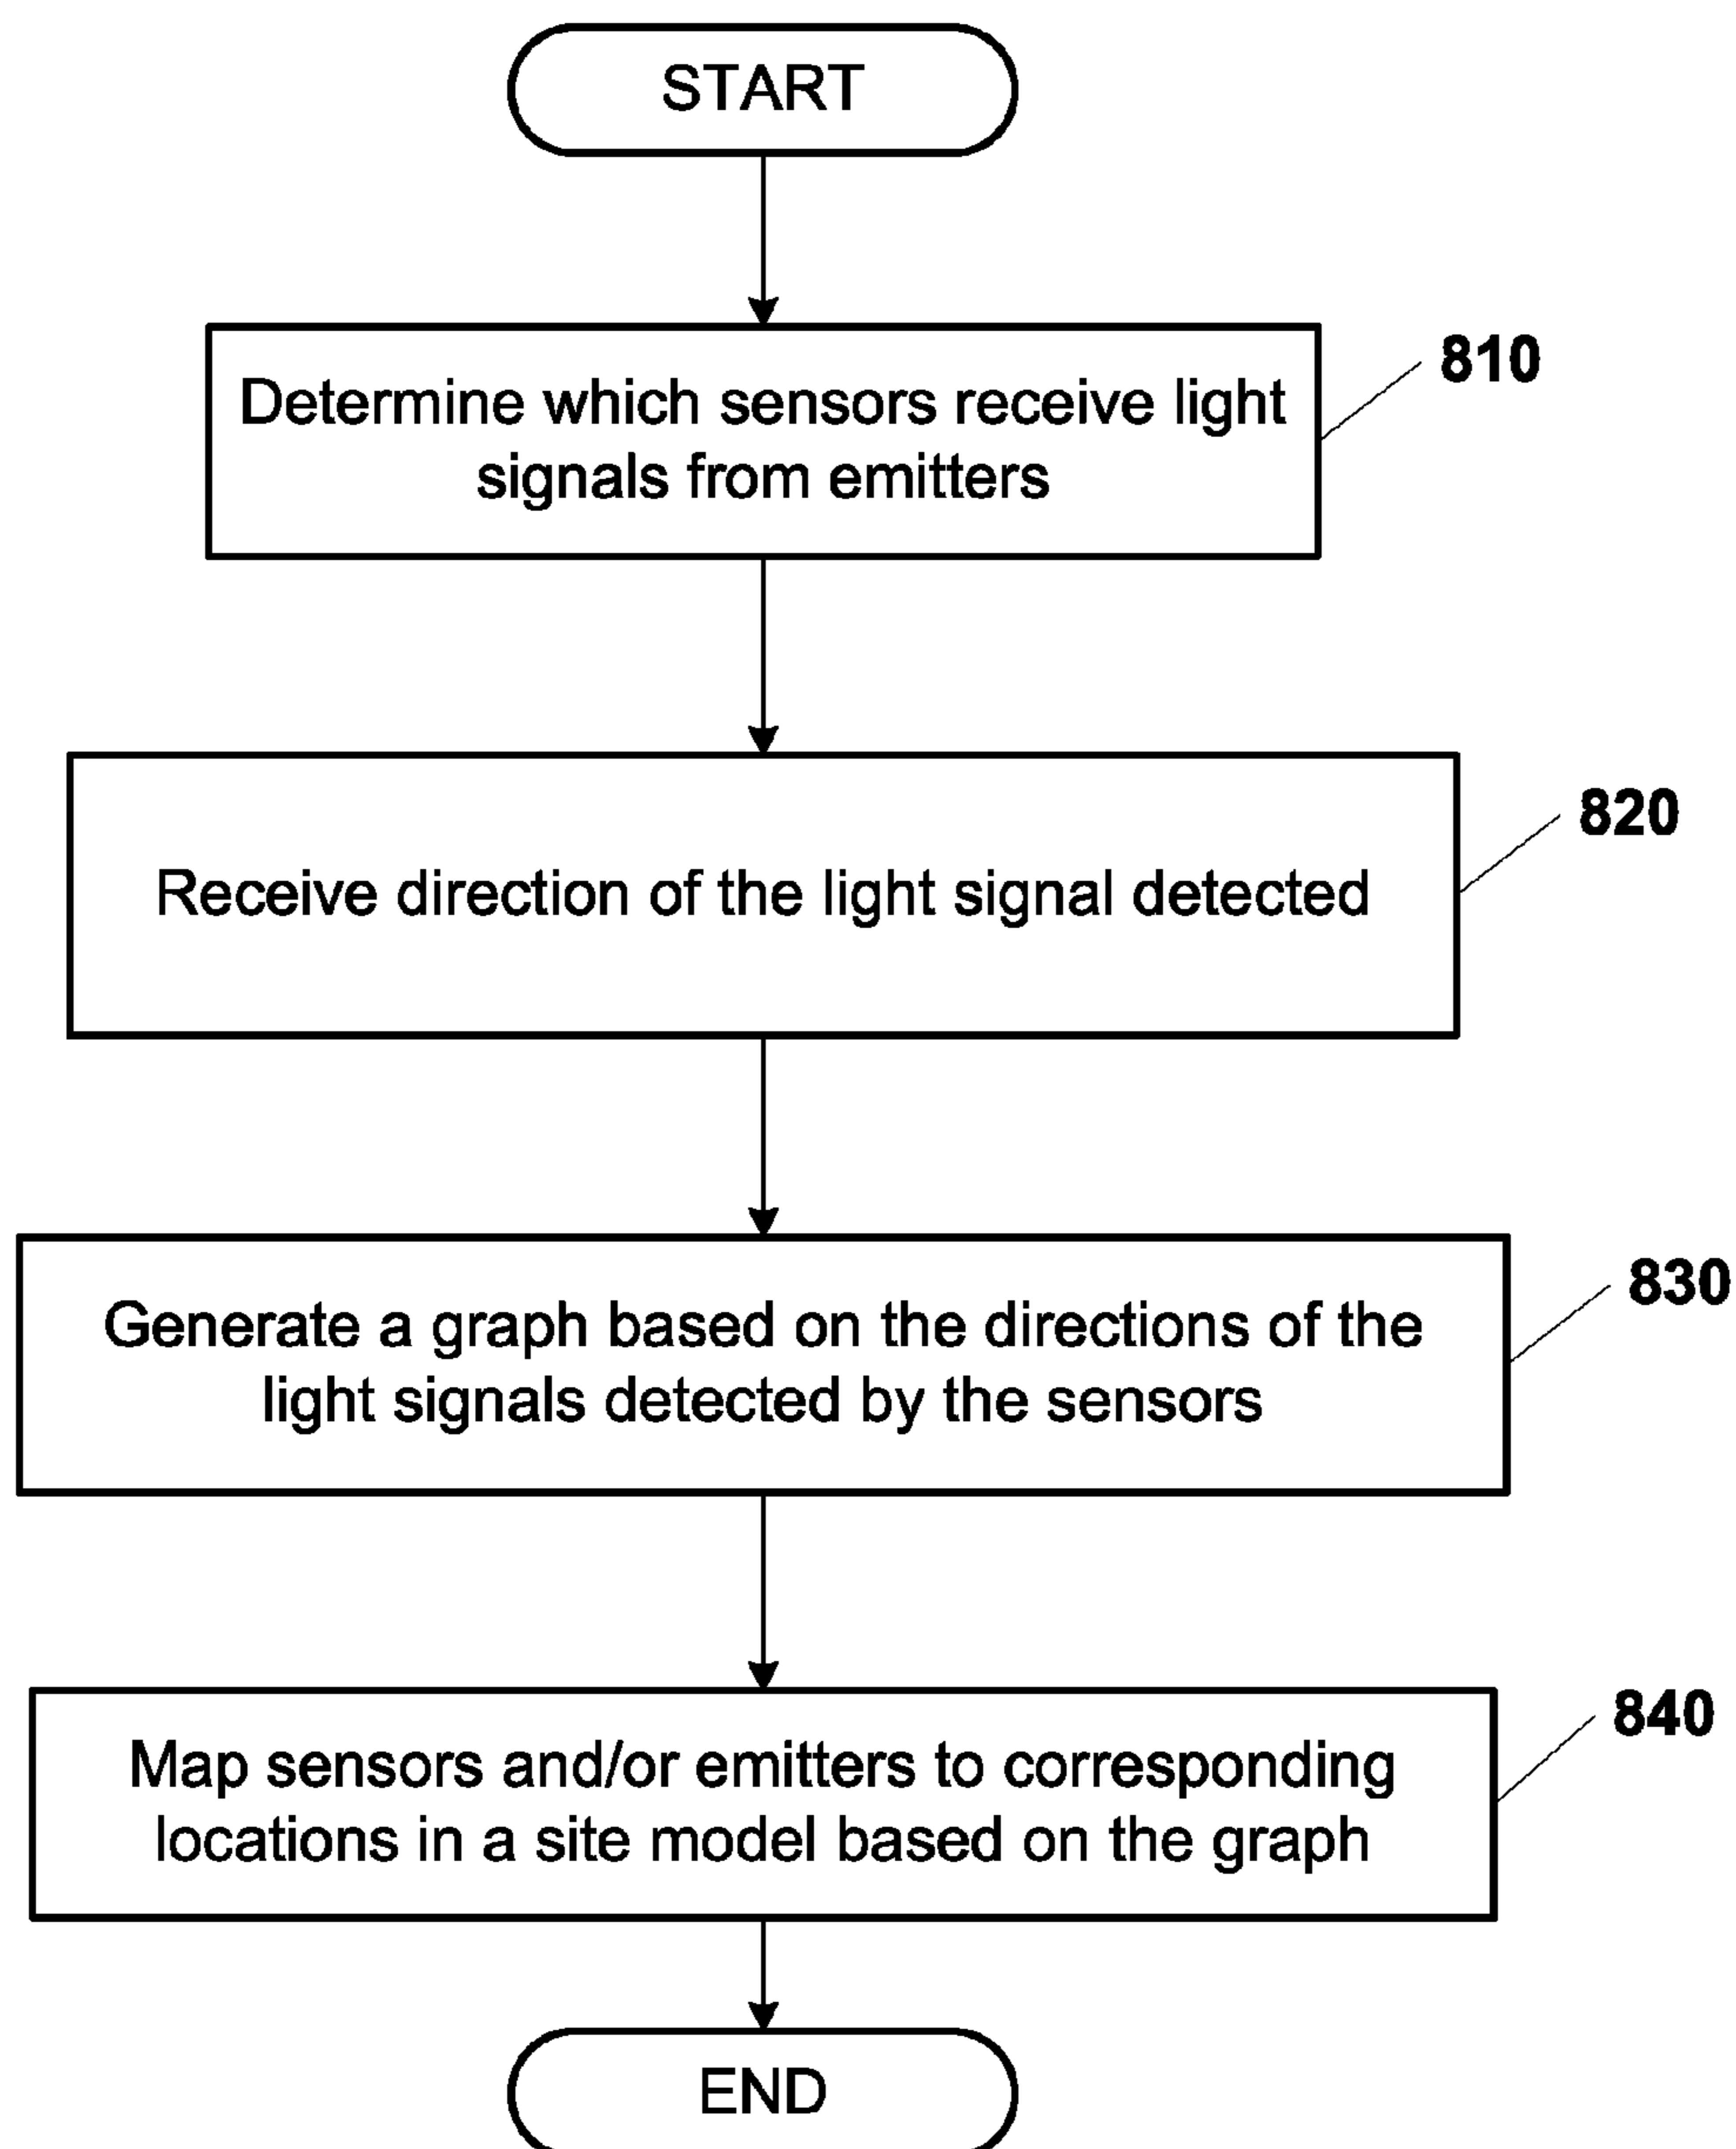 START
Determine which sensors receive light
signals from emitters
810
Receive direction of the light signal detected
820
Generate a graph based on the directions of the
light signals detected by the sensors
830
Map sensors and/or emitters to corresponding
locations in a site model based on the graph
840
END